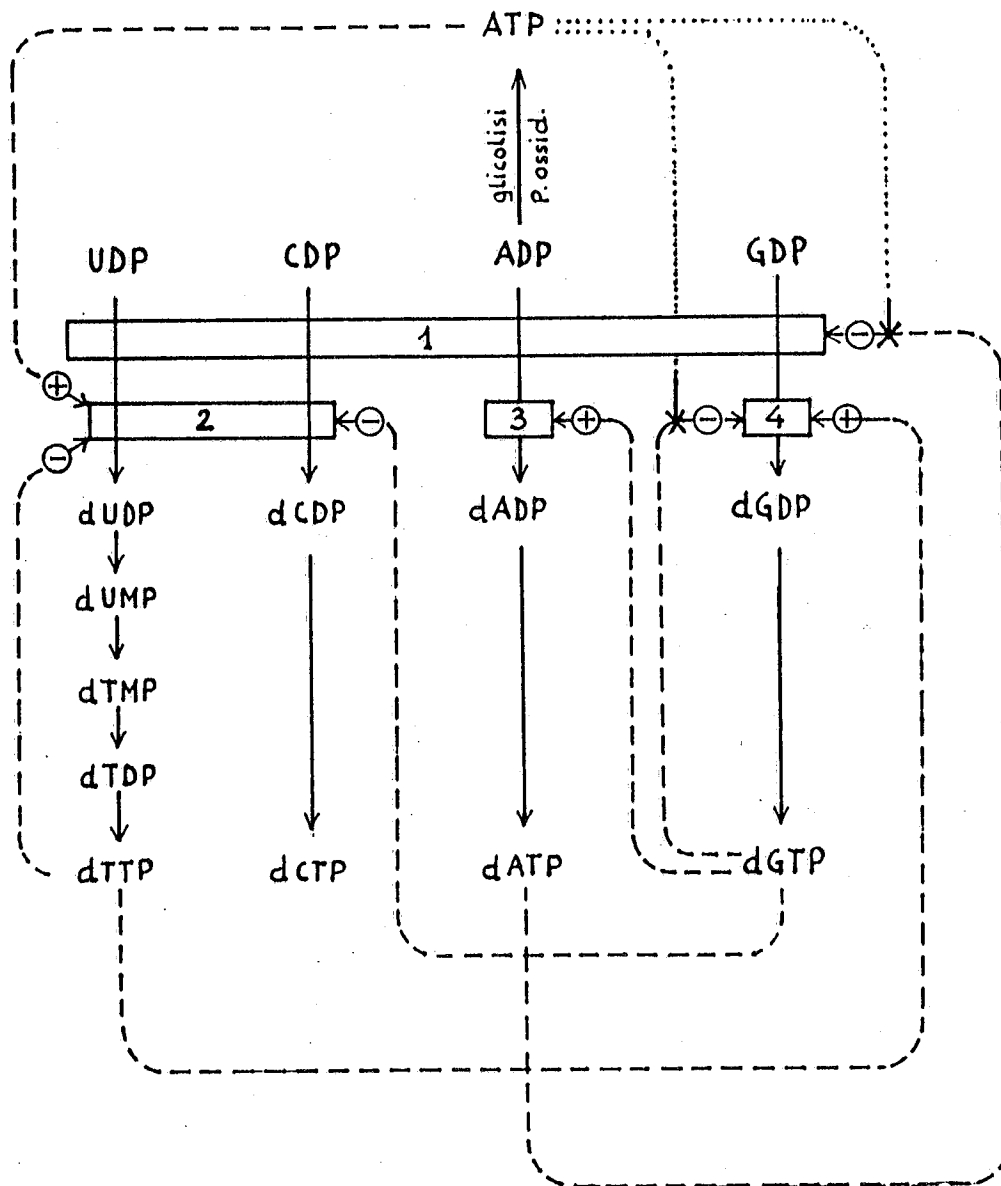 ATP
glicolisi
P. ossid.
UDP CDP ADP GDP
1 −
+
2 − 3 + − 4 +
−
dUDP dCDP dADP dGDP
dUMP
dTMP
dTDP
dTTP dCTP dATP dGTP